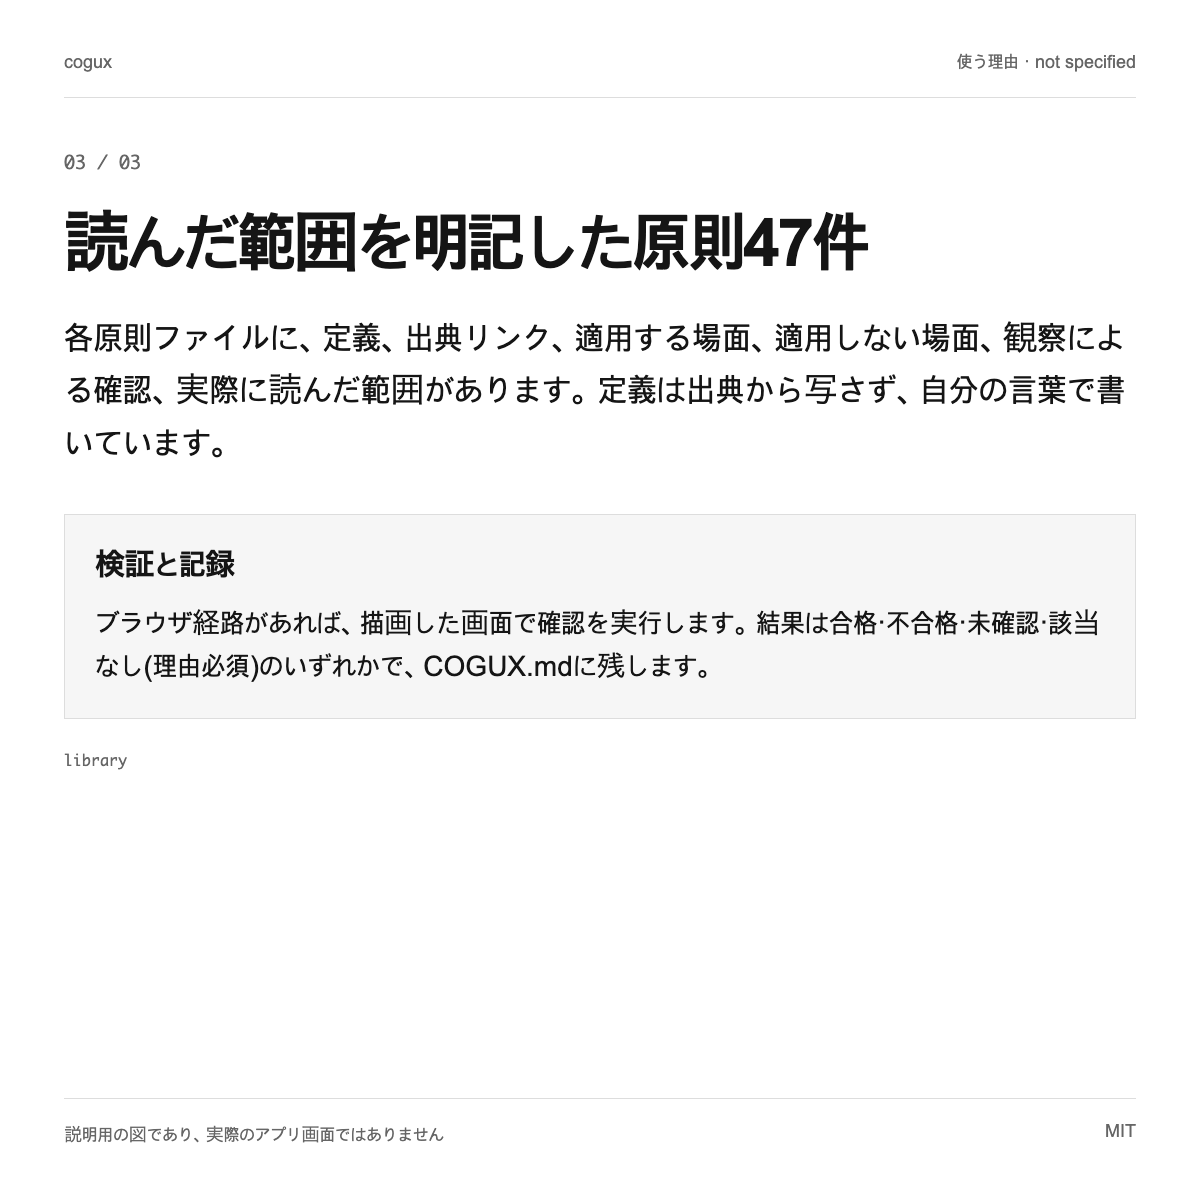 cogux
使う理由 · not specified
03 / 03
読んだ範囲を明記した原則47件
各原則ファイルに、定義、出典リンク、適用する場面、適用しない場面、観察によ
る確認、実際に読んだ範囲があります。定義は出典から写さず、自分の言葉で書
いています。
検証と記録
ブラウザ経路があれば、描画した画面で確認を実行します。結果は合格·不合格·未確認·該当
なし(理由必須)のいずれかで、COGUX.mdに残します。
library
説明用の図であり、実際のアプリ画面ではありません
MIT